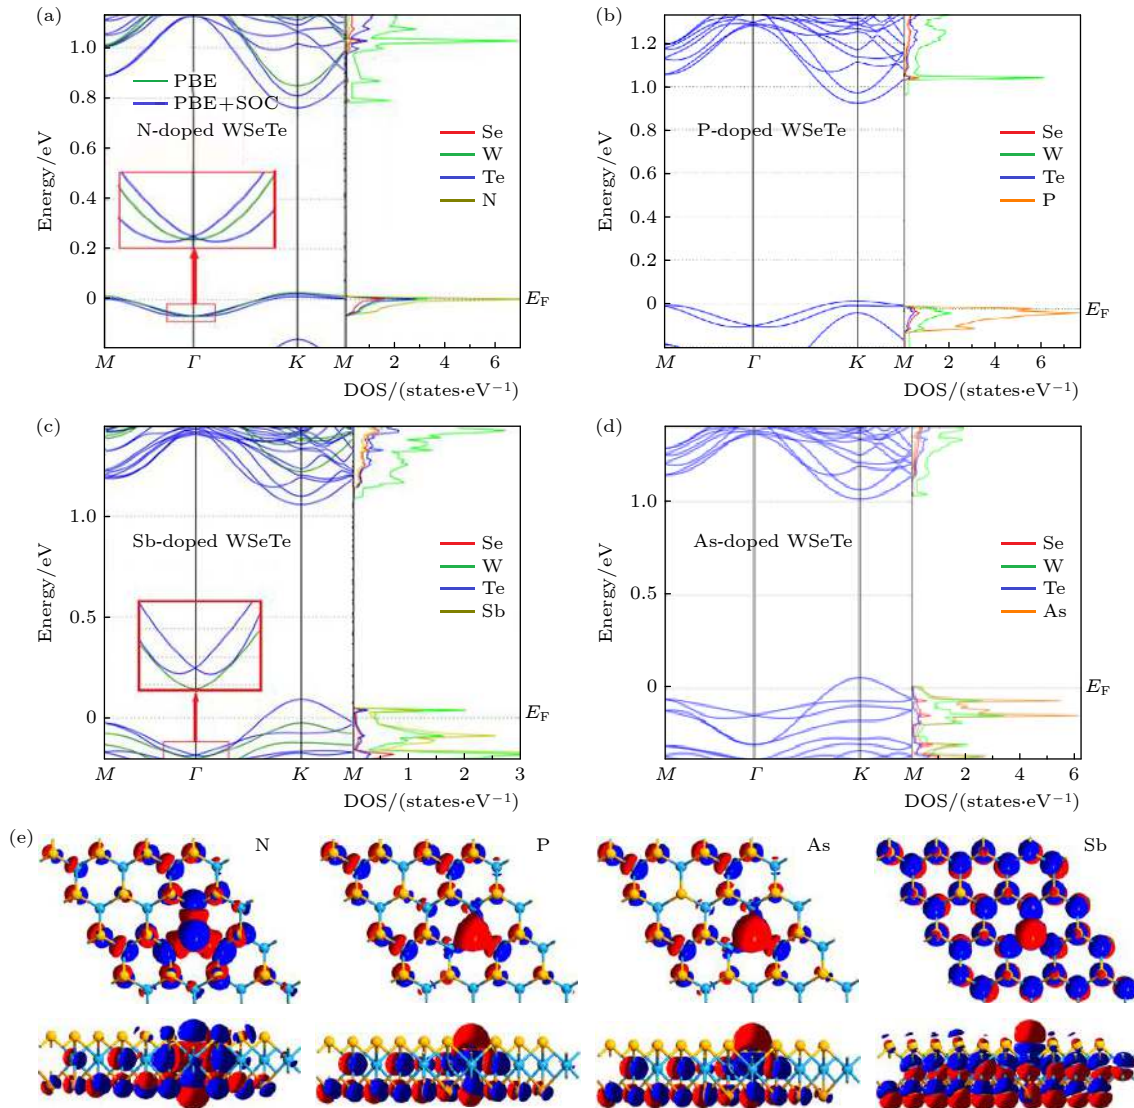 (a)
1.0
0.8
0.6
0.4
0.2
0
Energy/eV
PBE
PBE+SOC
N-doped WSeTe
Se
W
Te
N
E_F
M Γ K M 2 4 6
DOS/(states·eV⁻¹)
(b)
1.2
1.0
0.8
0.6
0.4
0.2
0
Energy/eV
P-doped WSeTe
Se
W
Te
P
E_F
M Γ K M 2 4 6
DOS/(states·eV⁻¹)
(c)
1.0
0.5
0
Energy/eV
Sb-doped WSeTe
Se
W
Te
Sb
E_F
M Γ K M 1 2 3
DOS/(states·eV⁻¹)
(d)
1.0
0.5
0
Energy/eV
As-doped WSeTe
Se
W
Te
As
E_F
M Γ K M 2 4 6
DOS/(states·eV⁻¹)
(e)
N
P
As
Sb